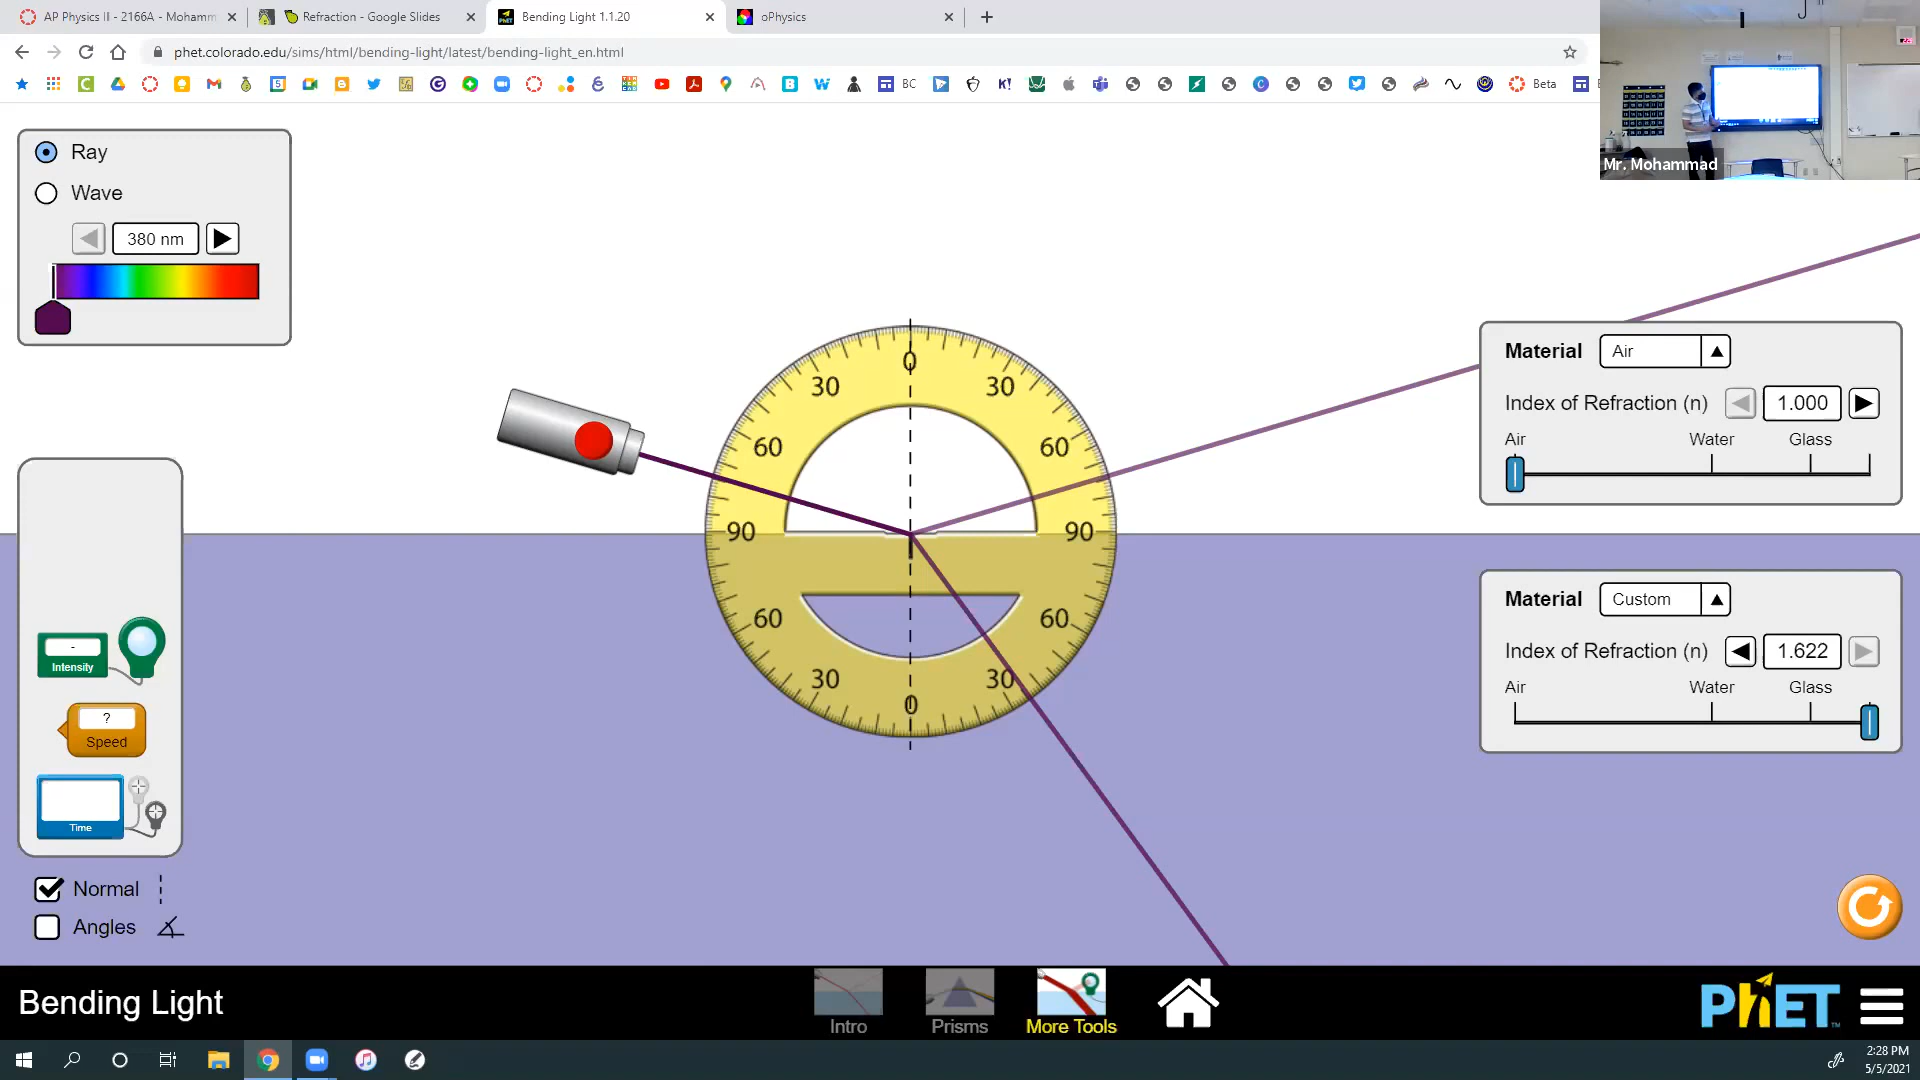 AP Physics II - 2166A - Mohamm
Refraction - Google Slides
Bending Light 1.1.20
oPhysics
phet.colorado.edu/sims/html/bending-light/latest/bending-light_en.html
BC
Beta
Mr. Mohammad
Ray
Wave
380 nm
0
30
30
60
60
90
90
60
60
30
30
0
Material
Air
Index of Refraction (n)
1.000
Air
Water
Glass
Material
Custom
Index of Refraction (n)
1.622
Air
Water
Glass
-
Intensity
?
Speed
Time
Normal
Angles
Bending Light
Intro
Prisms
More Tools
PhET
2:28 PM
5/5/2021